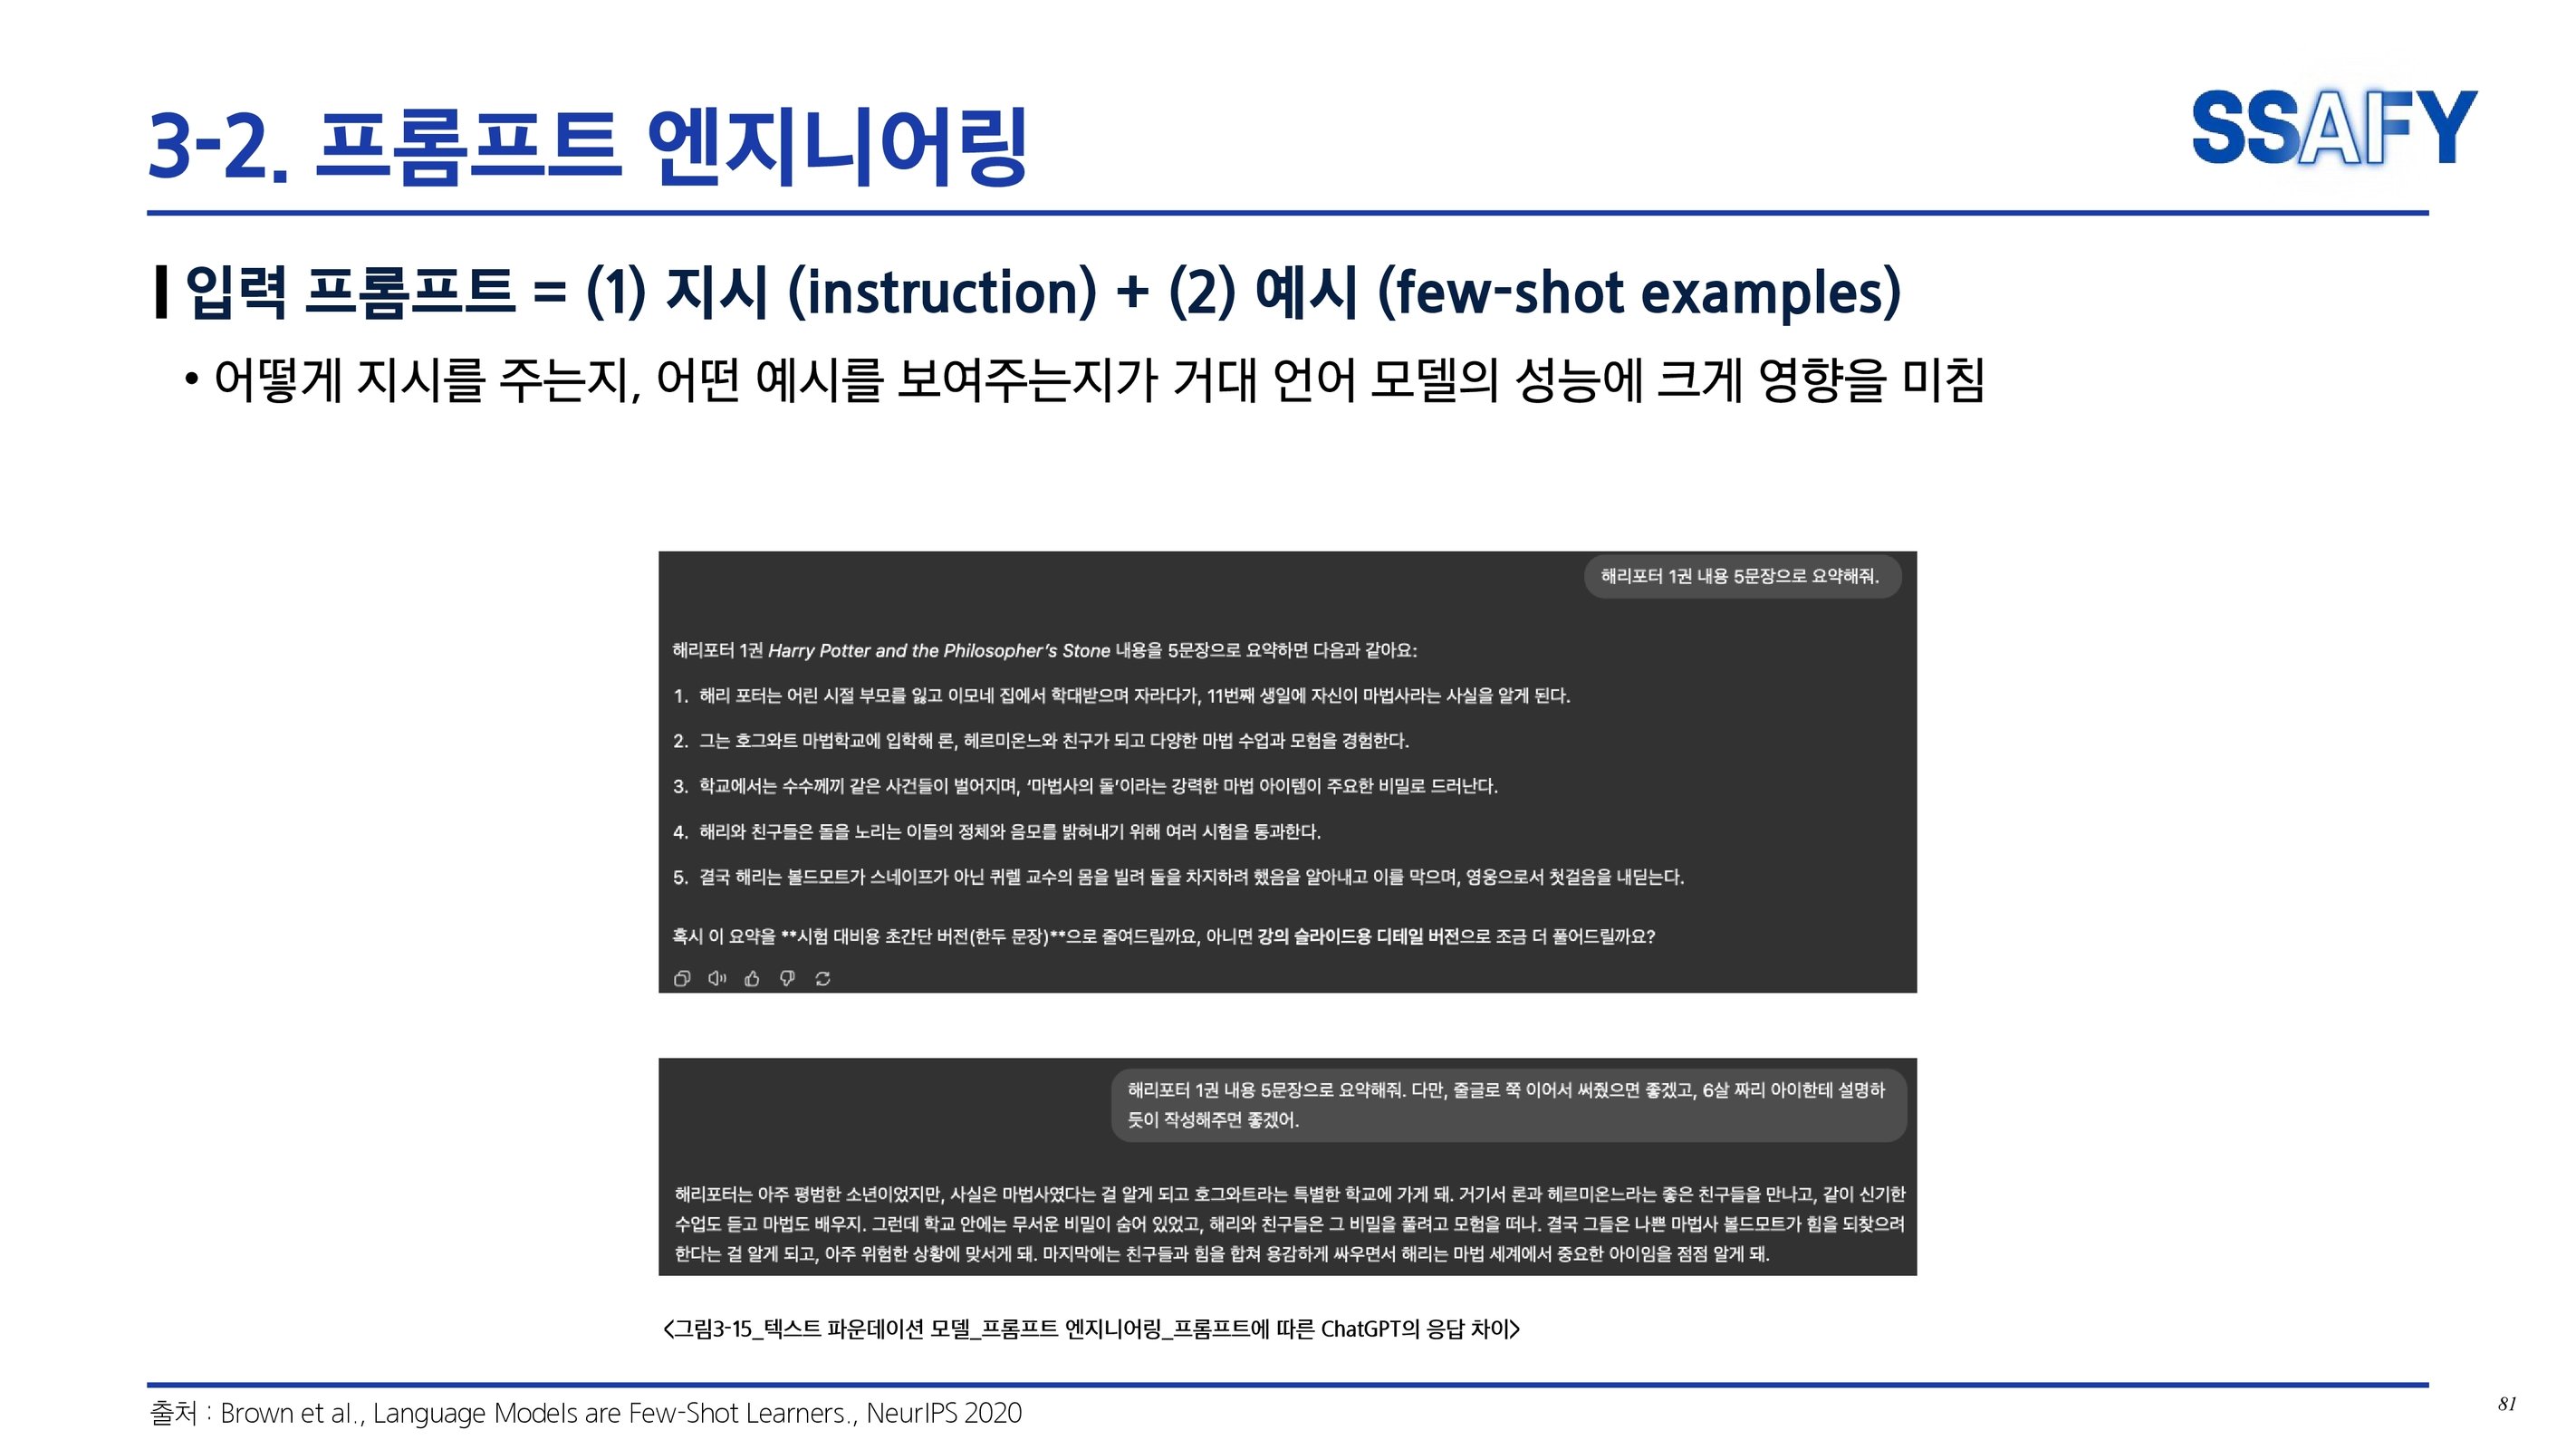 3-2. 프롬프트 엔지니어링
SSAFY
입력 프롬프트 = (1) 지시 (instruction) + (2) 예시 (few-shot examples)
• 어떻게 지시를 주는지, 어떤 예시를 보여주는지가 거대 언어 모델의 성능에 크게 영향을 미침
해리포터 1권 내용 5문장으로 요약해줘.
해리포터 1권 Harry Potter and the Philosopher's Stone 내용을 5문장으로 요약하면 다음과 같아요:
1. 해리 포터는 어린 시절 부모를 잃고 이모네 집에서 학대받으며 자라다가, 11번째 생일에 자신이 마법사라는 사실을 알게 된다.
2. 그는 호그와트 마법학교에 입학해 론, 헤르미온느와 친구가 되고 다양한 마법 수업과 모험을 경험한다.
3. 학교에서는 수수께끼 같은 사건들이 벌어지며, ‘마법사의 돌’이라는 강력한 마법 아이템이 주요한 비밀로 드러난다.
4. 해리와 친구들은 돌을 노리는 이들의 정체와 음모를 밝혀내기 위해 여러 시험을 통과한다.
5. 결국 해리는 볼드모트가 스네이프가 아닌 퀴렐 교수의 몸을 빌려 돌을 차지하려 했음을 알아내고 이를 막으며, 영웅으로서 첫걸음을 내딛는다.
혹시 이 요약을 **시험 대비용 초간단 버전(한두 문장)**으로 줄여드릴까요, 아니면 강의 슬라이드용 디테일 버전으로 조금 더 풀어드릴까요?
해리포터 1권 내용 5문장으로 요약해줘. 다만, 줄글로 쭉 이어서 써줬으면 좋겠고, 6살 짜리 아이한테 설명하
듯이 작성해주면 좋겠어.
해리포터는 아주 평범한 소년이었지만, 사실은 마법사였다는 걸 알게 되고 호그와트라는 특별한 학교에 가게 돼. 거기서 론과 헤르미온느라는 좋은 친구들을 만나고, 같이 신기한
수업도 듣고 마법도 배우지. 그런데 학교 안에는 무서운 비밀이 숨어 있었고, 해리와 친구들은 그 비밀을 풀려고 모험을 떠나. 결국 그들은 나쁜 마법사 볼드모트가 힘을 되찾으려
한다는 걸 알게 되고, 아주 위험한 상황에 맞서게 돼. 마지막에는 친구들과 힘을 합쳐 용감하게 싸우면서 해리는 마법 세계에서 중요한 아이임을 점점 알게 돼.
<그림3-15_텍스트 파운데이션 모델_프롬프트 엔지니어링_프롬프트에 따른 ChatGPT의 응답 차이>
출처 : Brown et al., Language Models are Few-Shot Learners., NeurIPS 2020
81